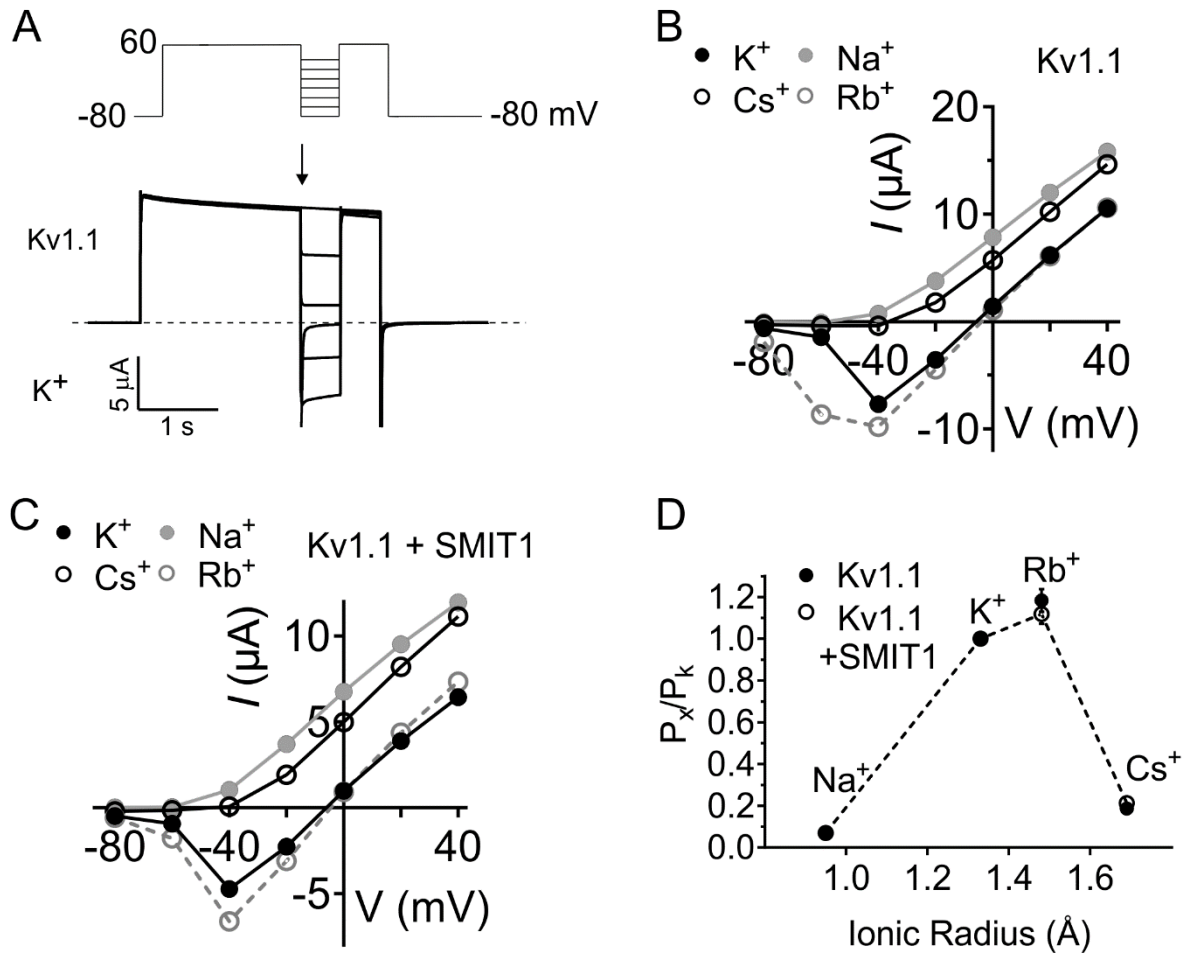 A
60
-80
-80 mV
Kv1.1
K+
5 µA
1 s
B
K+ Na+
Cs+ Rb+
Kv1.1
I (µA)
20
10
-10
-80 -40 40
V (mV)
C
K+ Na+
Cs+ Rb+
Kv1.1 + SMIT1
I (µA)
10
5
-5
-80 -40 40
V (mV)
D
Kv1.1
Kv1.1
+SMIT1
Na+
K+
Rb+
Cs+
Px/Pk
1.2
1.0
0.8
0.6
0.4
0.2
0.0
1.0 1.2 1.4 1.6
Ionic Radius (Å)